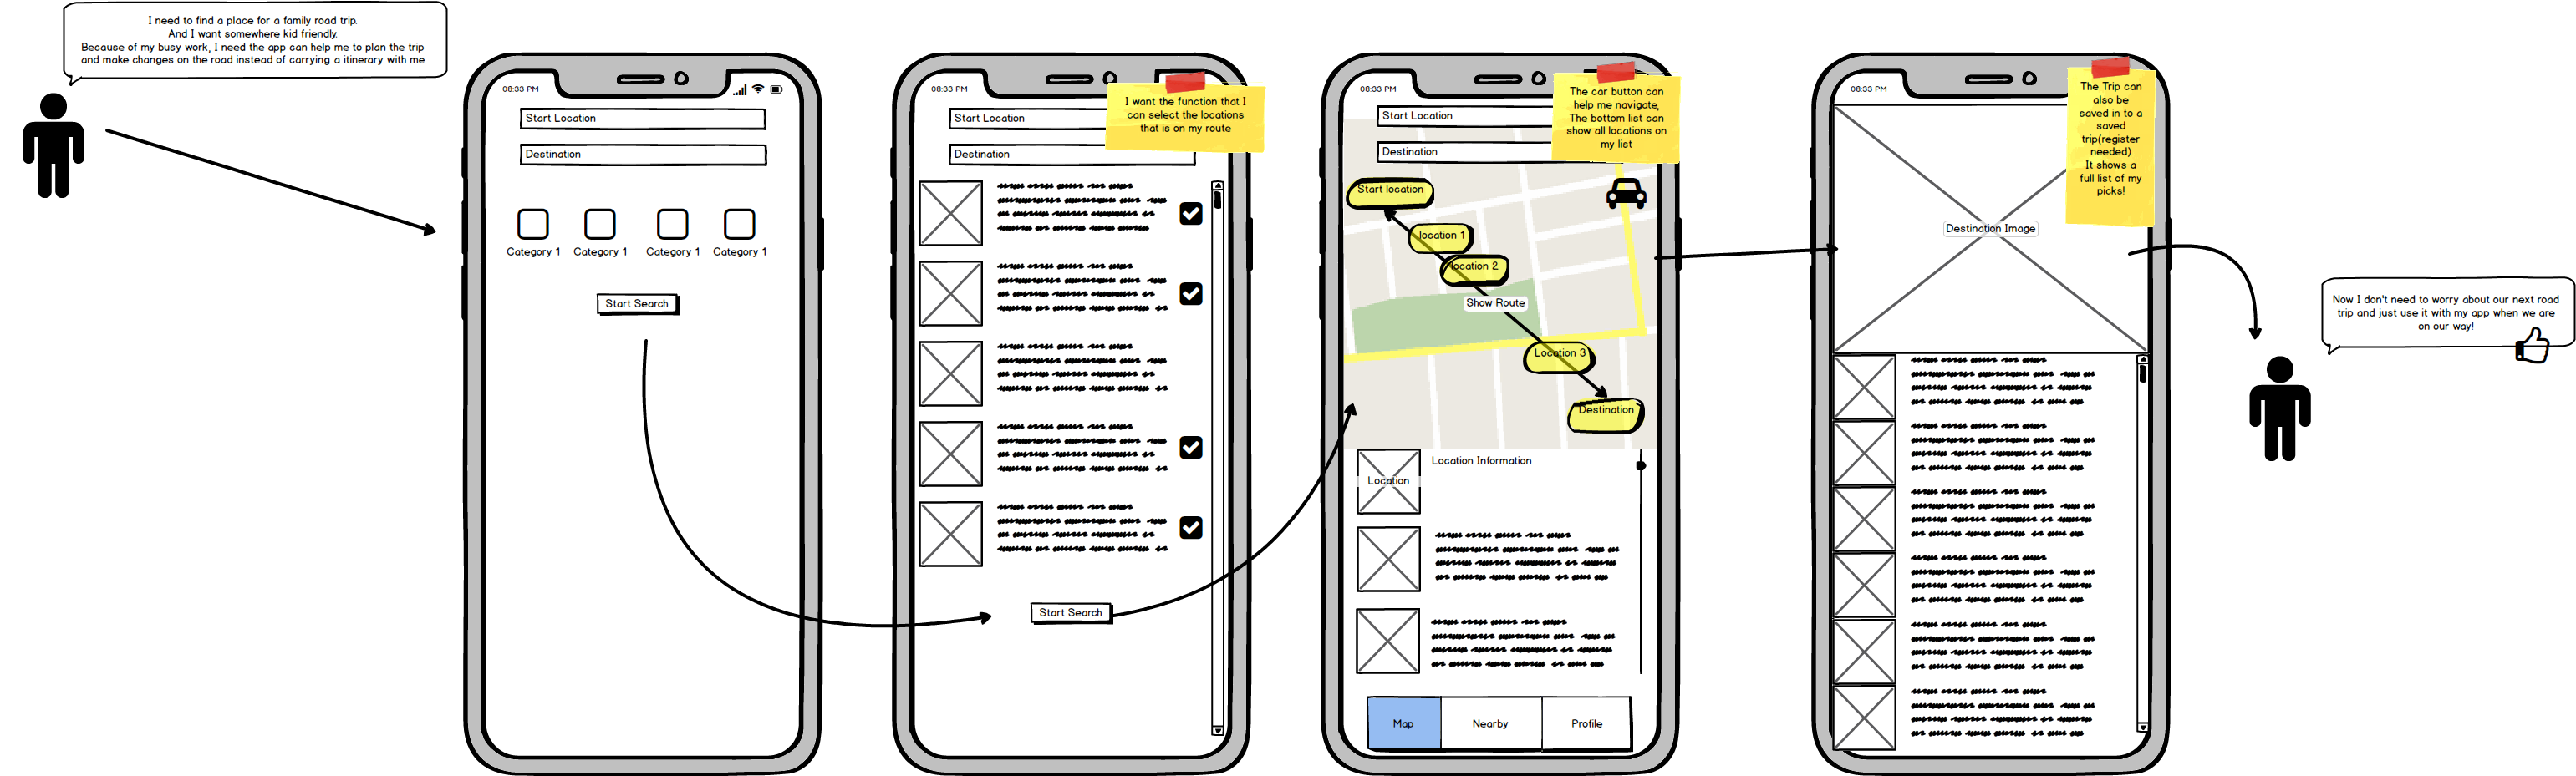 I need to find a place for a family road trip.
And I want somewhere kid friendly.
Because of my busy work, I need the app can help me to plan the trip
and make changes on the road instead of carrying a itinerary with me
08:33 PM
Start Location
Destination
Category 1
Category 1
Category 1
Category 1
Start Search
08:33 PM
I want the function that I
can select the locations
that is on my route
Start Location
Destination
Start Search
08:33 PM
The car button can
help me navigate,
The bottom list can
show all locations on
my list
Start Location
Destination
Start location
location 1
location 2
Show Route
Location 3
Destination
Location
Location Information
Map
Nearby
Profile
08:33 PM
The Trip can
also be
saved in to a
saved
trip(register
needed)
It shows a
full list of my
picks!
Destination Image
Now I don't need to worry about our next road
trip and just use it with my app when we are
on our way!